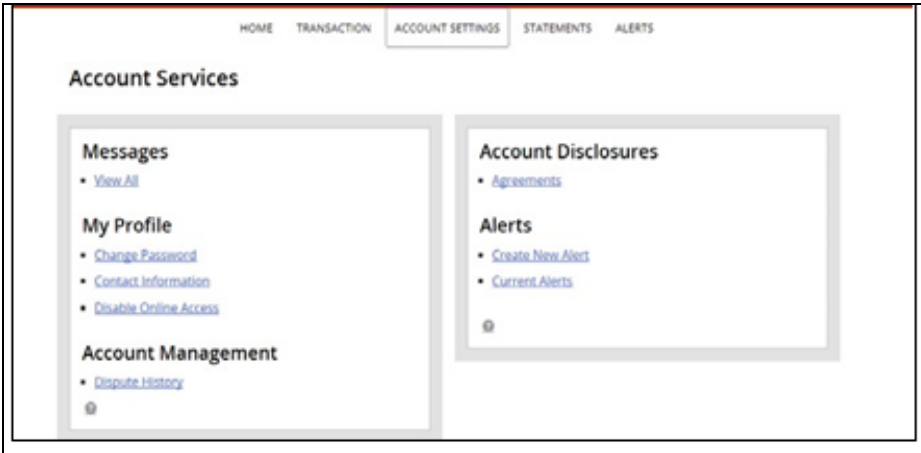 HOME TRANSACTION ACCOUNT SETTINGS STATEMENTS ALERTS
Account Services
Messages
View All
My Profile
Change Password
Contact Information
Disable Online Access
Account Management
Dispute History
Account Disclosures
Agreements
Alerts
Create New Alert
Current Alerts